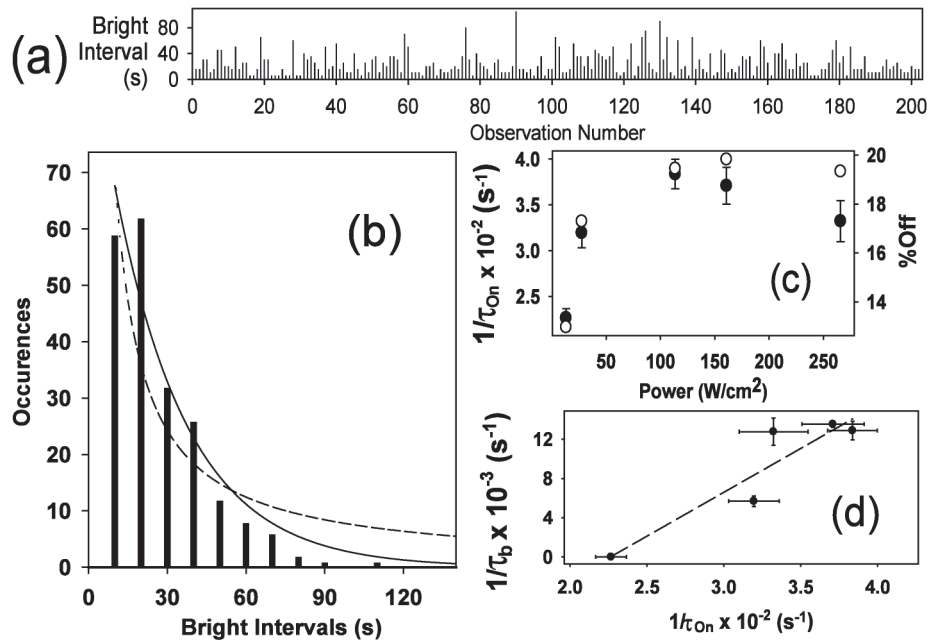 (a)
Bright
Interval
(s)
80
40
0
0 20 40 60 80 100 120 140 160 180 200
Observation Number
(b)
Occurences
70
60
50
40
30
20
10
0
0 30 60 90 120
Bright Intervals (s)
(c)
1/τOn x 10⁻² (s⁻¹)
4.0
3.5
3.0
2.5
20
18
16
14
%Off
50 100 150 200 250
Power (W/cm²)
(d)
1/τb x 10⁻³ (s⁻¹)
12
8
4
0
2.0 2.5 3.0 3.5 4.0
1/τOn x 10⁻² (s⁻¹)